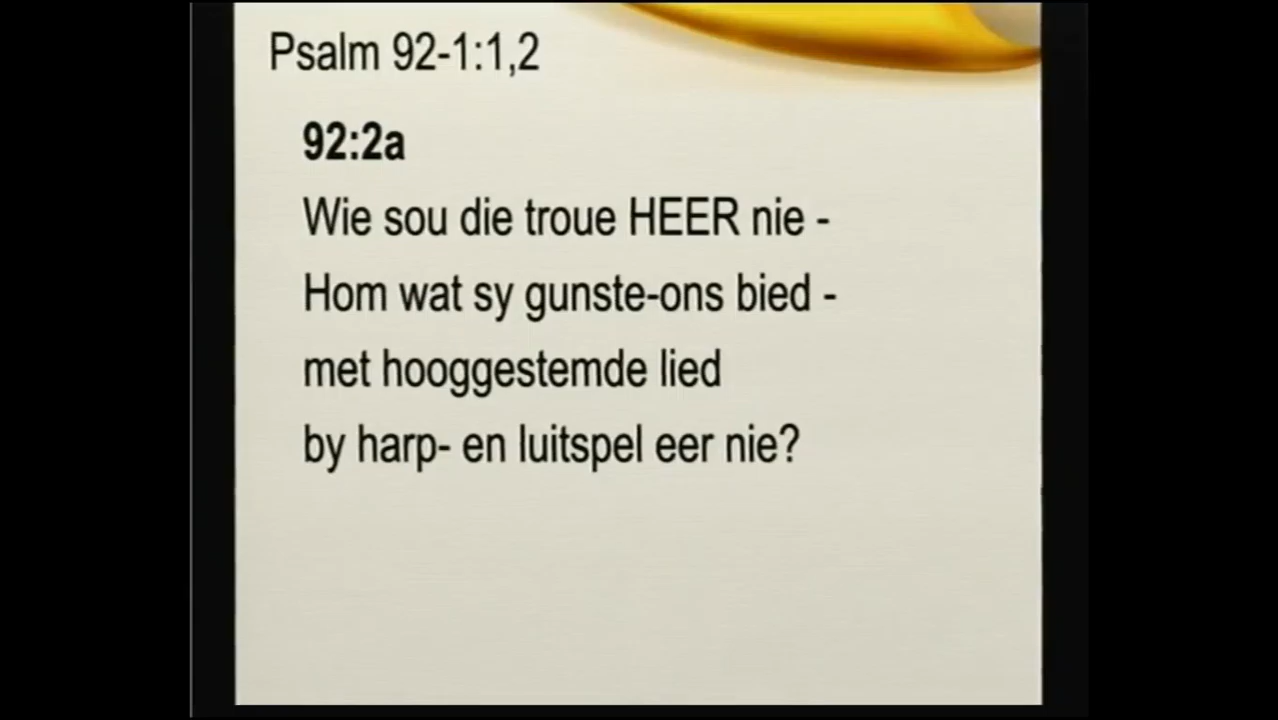 Psalm 92-1:1,2
92:2a
Wie sou die troue HEER nie -
Hom wat sy gunste-ons bied -
met hooggestemde lied
by harp- en luitspel eer nie?